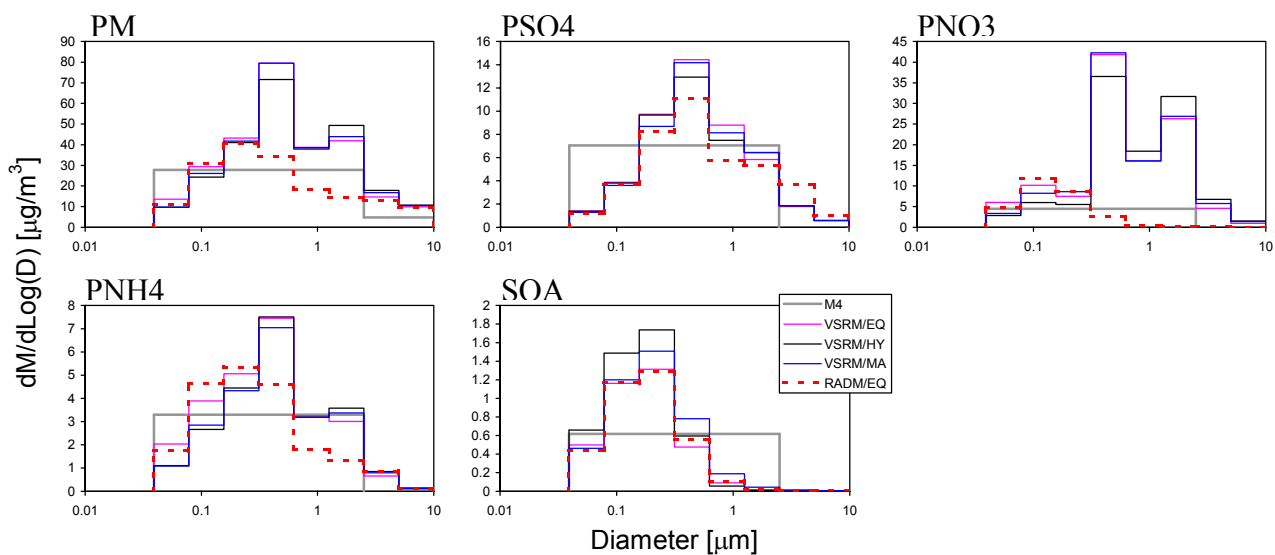 PM
PSO4
PNO3
90
80
70
60
50
40
30
20
10
0
0.01 0.1 1 10
16
14
12
10
8
6
4
2
0
0.01 0.1 1 10
45
40
35
30
25
20
15
10
5
0
0.01 0.1 1 10
dM/dLog(D) [μg/m³]
PNH4
SOA
8
7
6
5
4
3
2
1
0
0.01 0.1 1 10
2
1.8
1.6
1.4
1.2
1
0.8
0.6
0.4
0.2
0
0.01 0.1 1 10
M4
VSRM/EQ
VSRM/HY
VSRM/MA
RADM/EQ
Diameter [μm]